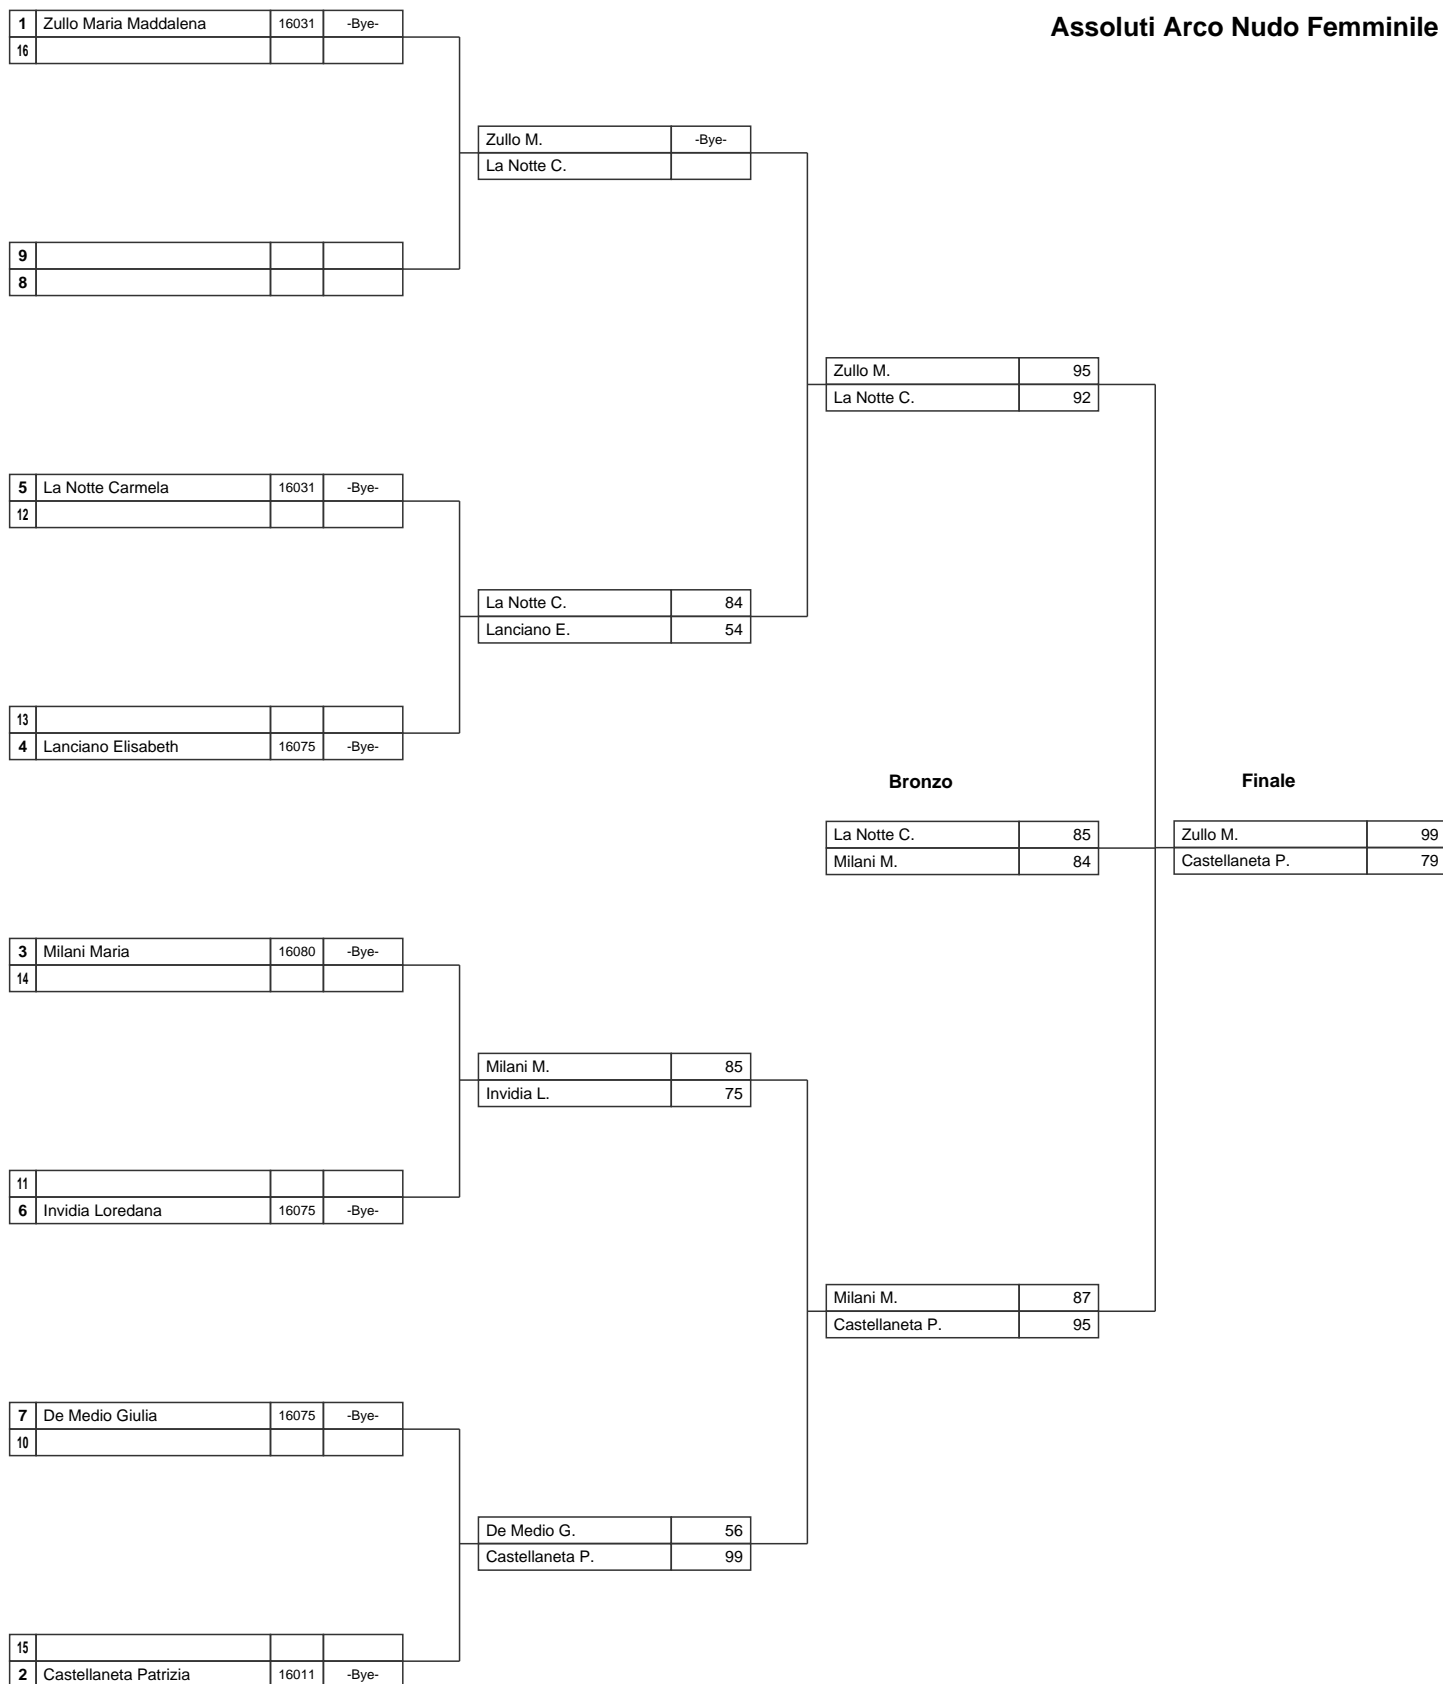 Assoluti Arco Nudo Femminile
1 Zullo Maria Maddalena 16031 -Bye-
16
Zullo M. -Bye-
La Notte C.
9
8
Zullo M. 95
La Notte C. 92
5 La Notte Carmela 16031 -Bye-
12
La Notte C. 84
Lanciano E. 54
13
4 Lanciano Elisabeth 16075 -Bye-
Bronzo Finale
La Notte C. 85 Zullo M. 99
Milani M. 84 Castellaneta P. 79
3 Milani Maria 16080 -Bye-
14
Milani M. 85
Invidia L. 75
11
6 Invidia Loredana 16075 -Bye-
Milani M. 87
Castellaneta P. 95
7 De Medio Giulia 16075 -Bye-
10
De Medio G. 56
Castellaneta P. 99
15
2 Castellaneta Patrizia 16011 -Bye-